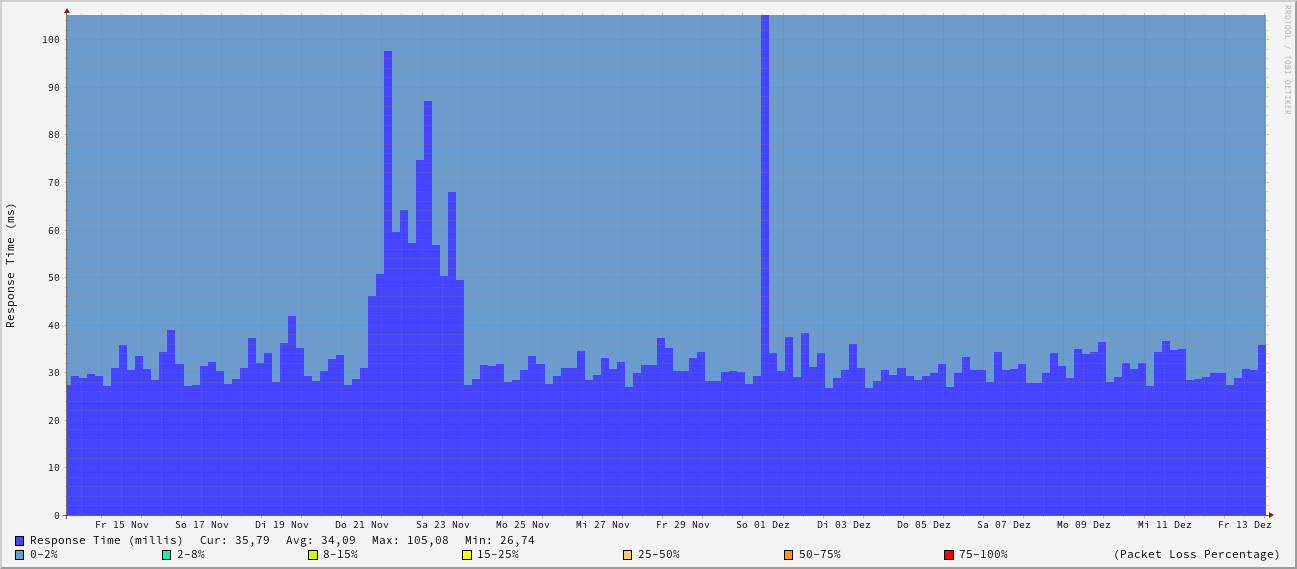 RRDTOOL / TOBI OETIKER
Response Time (ms)
100
90
80
70
60
50
40
30
20
10
0
Fr 15 Nov So 17 Nov Di 19 Nov Do 21 Nov Sa 23 Nov Mo 25 Nov Mi 27 Nov Fr 29 Nov So 01 Dez Di 03 Dez Do 05 Dez Sa 07 Dez Mo 09 Dez Mi 11 Dez Fr 13 Dez
Response Time (millis) Cur: 35,79 Avg: 34,09 Max: 105,08 Min: 26,74
0-2% 2-8% 8-15% 15-25% 25-50% 50-75% 75-100% (Packet Loss Percentage)